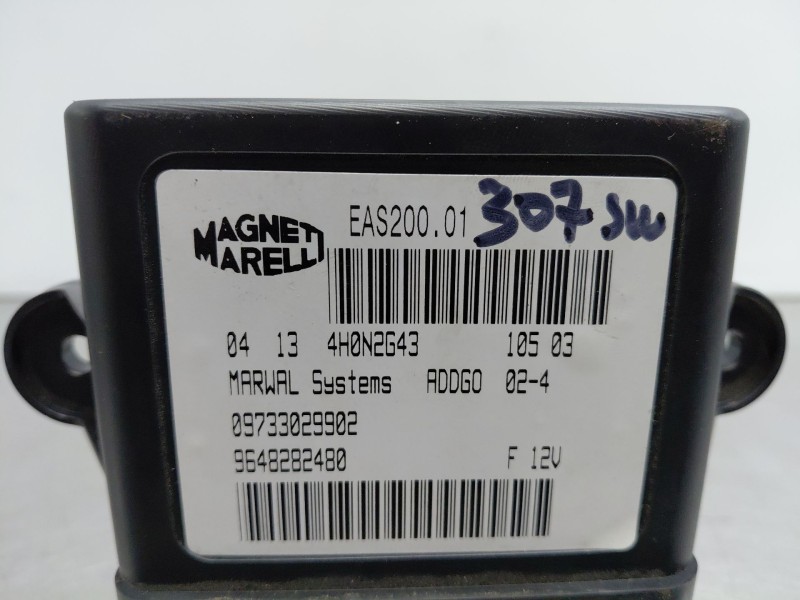 MAGNETI
MARELLI
EAS200.01 307 SW
04 13 4H0N2G43 105 03
MARWAL Systems ADDGO 02-4
09733029902
9648282480 F 12V